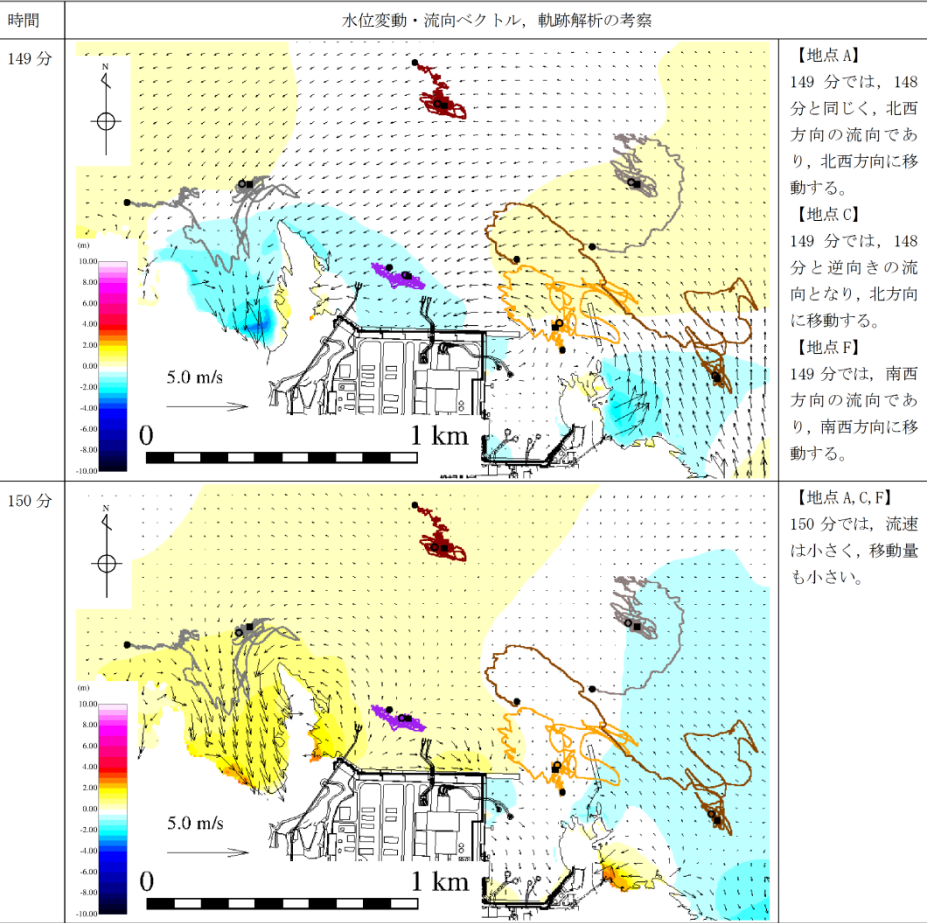 時間
水位変動・流向ベクトル，軌跡解析の考察
149 分
N
(m)
10.00
8.00
6.00
4.00
2.00
0.00
-2.00
-4.00
-6.00
-8.00
-10.00
5.0 m/s
0
1 km
【地点 A】
149 分では，148
分と同じく，北西
方向の流向であ
り，北西方向に移
動する。
【地点 C】
149 分では，148
分と逆向きの流
向となり，北方向
に移動する。
【地点 F】
149 分では，南西
方向の流向であ
り，南西方向に移
動する。
150 分
N
(m)
10.00
8.00
6.00
4.00
2.00
0.00
-2.00
-4.00
-6.00
-8.00
-10.00
5.0 m/s
0
1 km
【地点 A,C,F】
150 分では，流速
は小さく，移動量
も小さい。